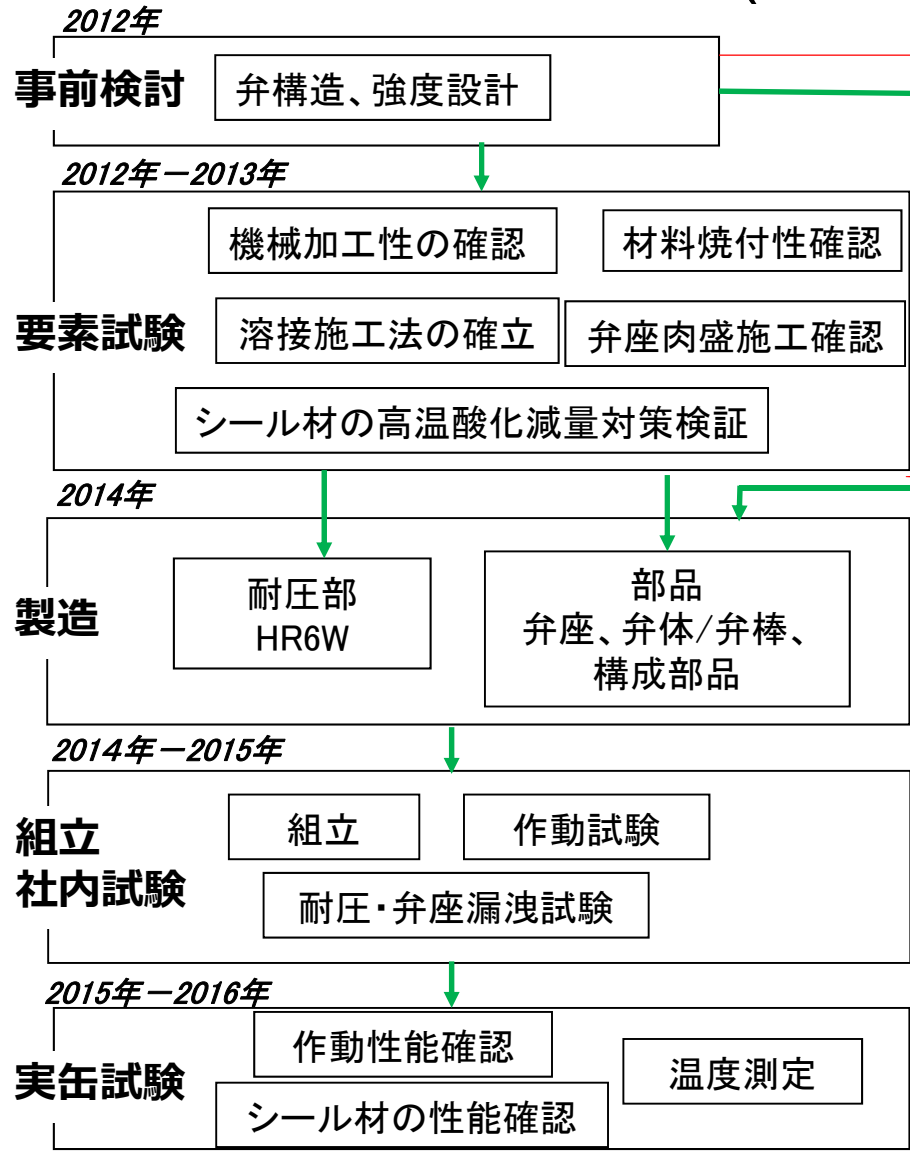 2012年
事前検討
弁構造、強度設計
2012年－2013年
要素試験
機械加工性の確認
材料焼付性確認
溶接施工法の確立
弁座肉盛施工確認
シール材の高温酸化減量対策検証
2014年
製造
耐圧部
HR6W
部品
弁座、弁体/弁棒、
構成部品
2014年－2015年
組立
社内試験
組立
作動試験
耐圧・弁座漏洩試験
2015年－2016年
実缶試験
作動性能確認
温度測定
シール材の性能確認